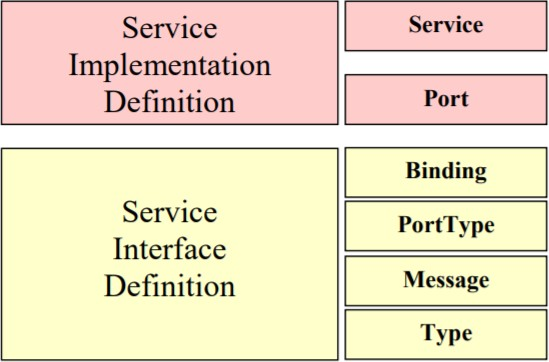 Service
Implementation
Definition
Service
Port
Service
Interface
Definition
Binding
PortType
Message
Type